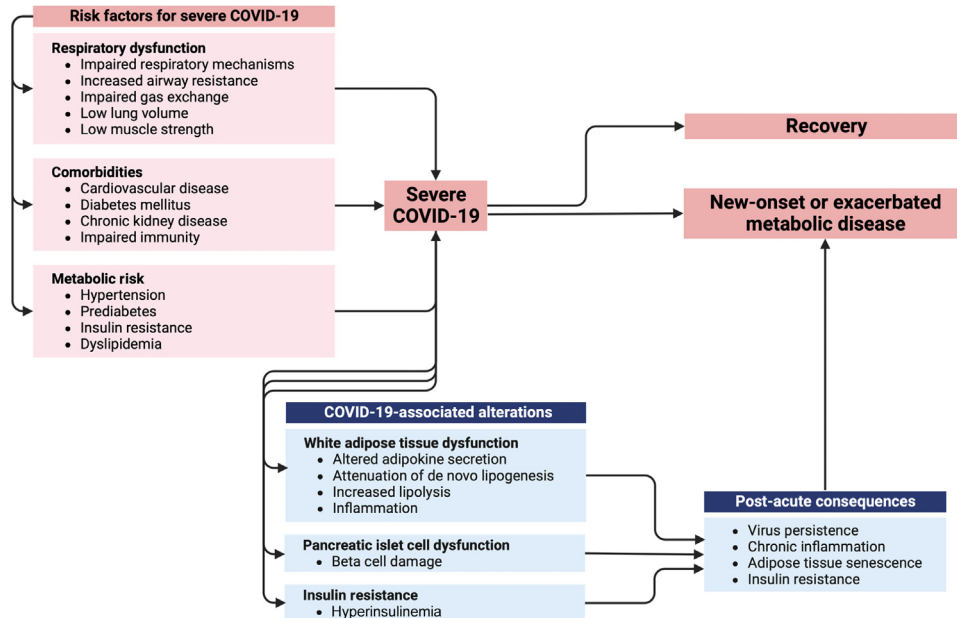 Risk factors for severe COVID-19
Respiratory dysfunction
• Impaired respiratory mechanisms
• Increased airway resistance
• Impaired gas exchange
• Low lung volume
• Low muscle strength
Comorbidities
• Cardiovascular disease
• Diabetes mellitus
• Chronic kidney disease
• Impaired immunity
Metabolic risk
• Hypertension
• Prediabetes
• Insulin resistance
• Dyslipidemia
Severe
COVID-19
Recovery
New-onset or exacerbated
metabolic disease
COVID-19-associated alterations
White adipose tissue dysfunction
• Altered adipokine secretion
• Attenuation of de novo lipogenesis
• Increased lipolysis
• Inflammation
Pancreatic islet cell dysfunction
• Beta cell damage
Insulin resistance
• Hyperinsulinemia
Post-acute consequences
• Virus persistence
• Chronic inflammation
• Adipose tissue senescence
• Insulin resistance